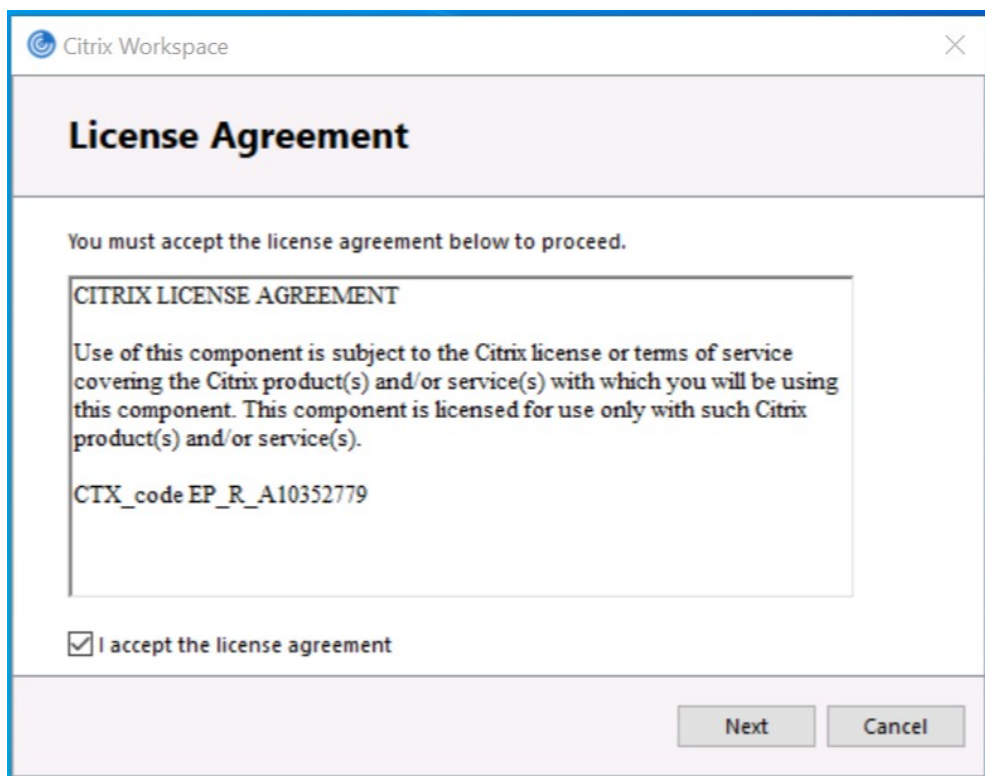 Citrix Workspace
License Agreement
You must accept the license agreement below to proceed.
CITRIX LICENSE AGREEMENT
Use of this component is subject to the Citrix license or terms of service
covering the Citrix product(s) and/or service(s) with which you will be using
this component. This component is licensed for use only with such Citrix
product(s) and/or service(s).
CTX_code EP_R_A10352779
I accept the license agreement
Next
Cancel